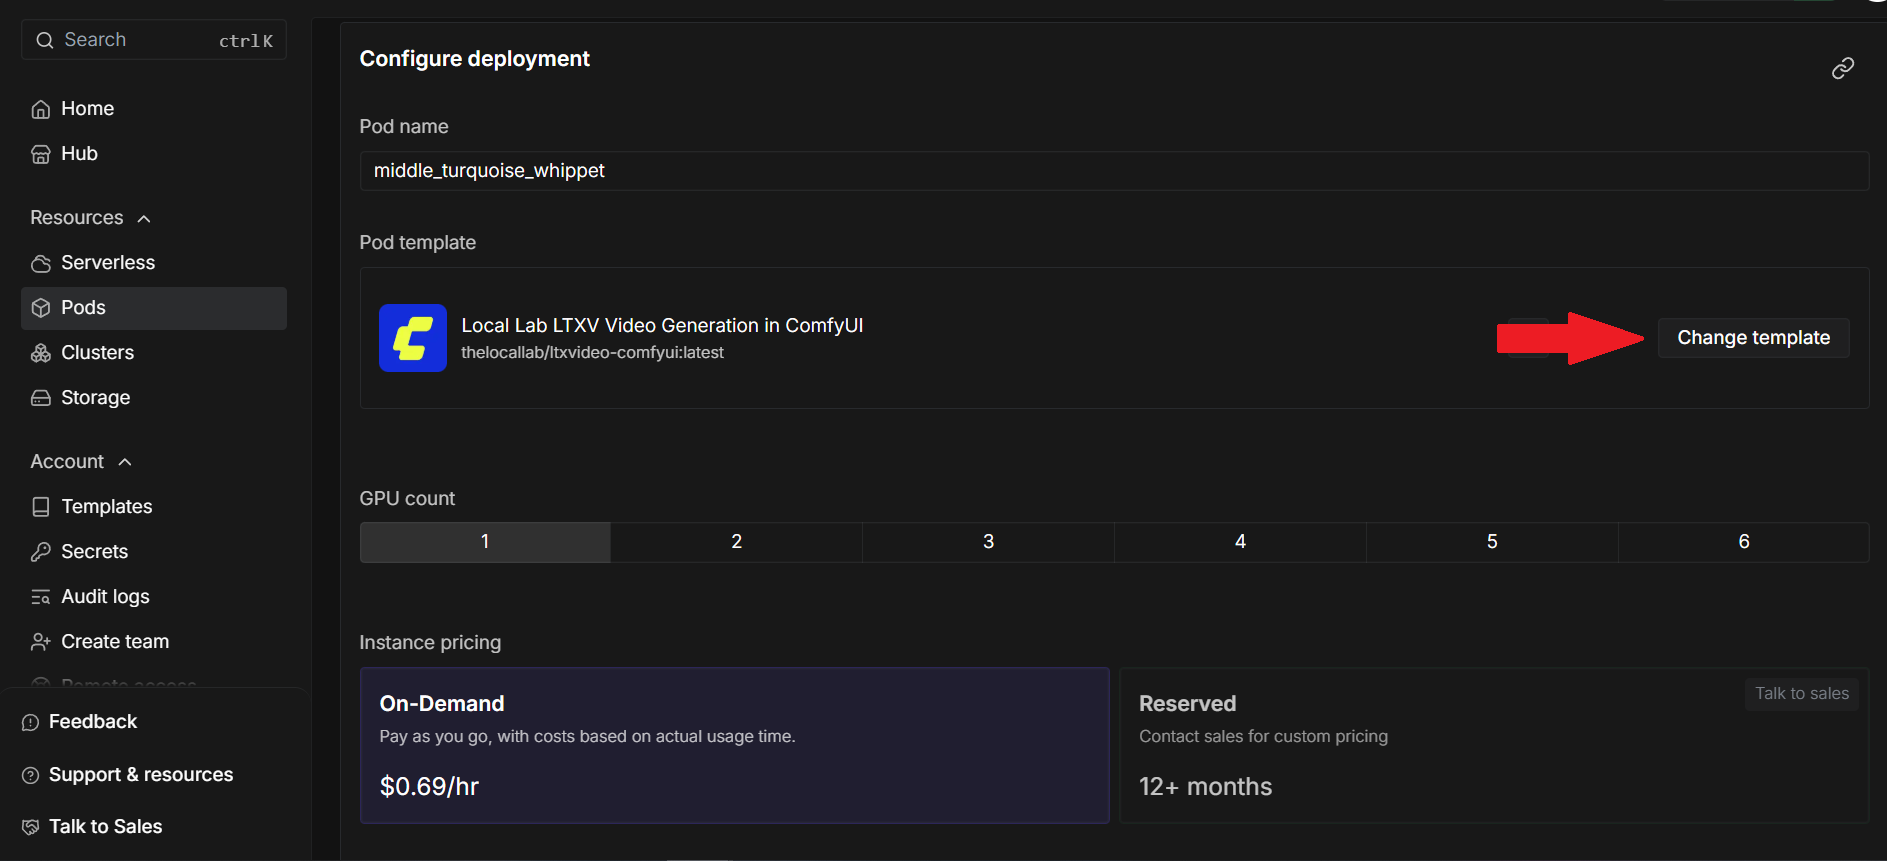 Search ctrl K
Home
Hub
Resources
Serverless
Pods
Clusters
Storage
Account
Templates
Secrets
Audit logs
Create team
Remote access
Feedback
Support & resources
Talk to Sales
Configure deployment
Pod name
middle_turquoise_whippet
Pod template
Local Lab LTXV Video Generation in ComfyUI
thelocallab/ltxvideo-comfyui:latest
Change template
GPU count
1 2 3 4 5 6
Instance pricing
On-Demand
Pay as you go, with costs based on actual usage time.
$0.69/hr
Reserved
Talk to sales
Contact sales for custom pricing
12+ months